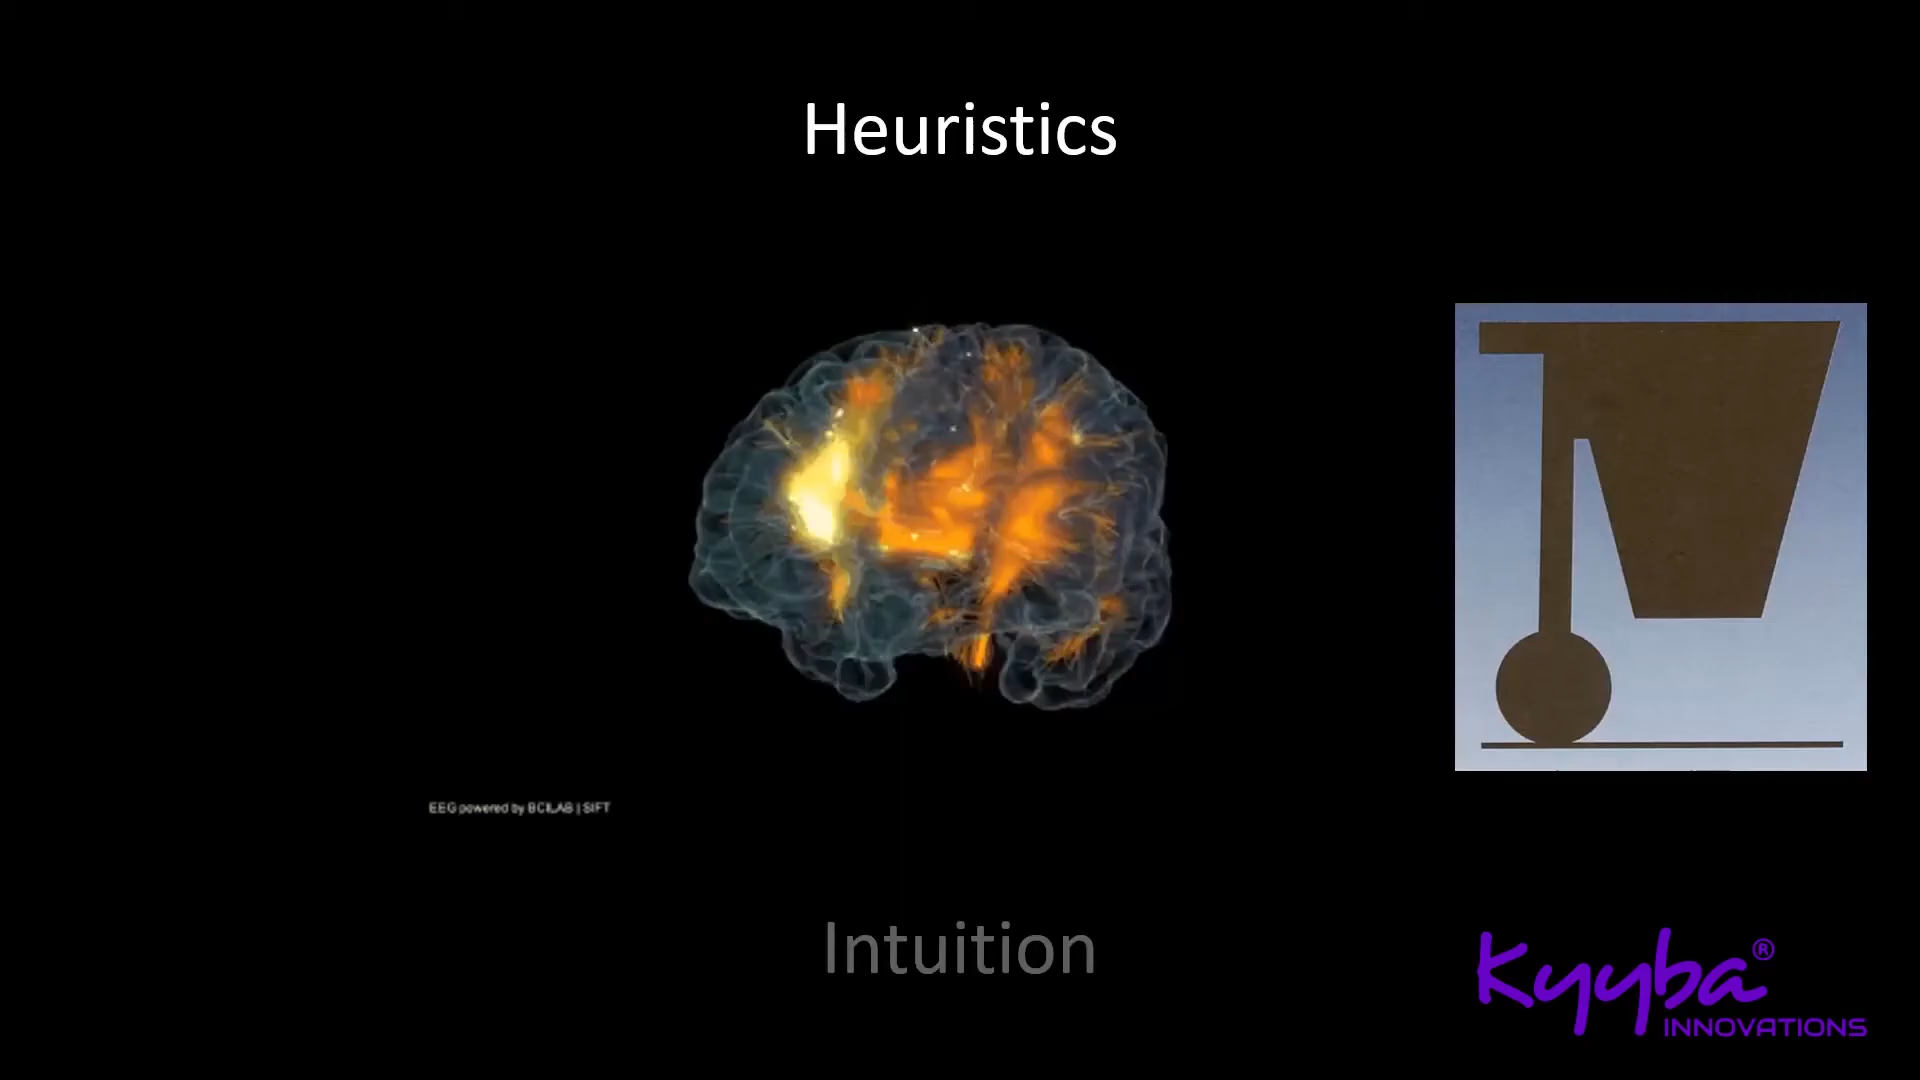 Heuristics
EEG powered by BCILAB | SIFT
Intuition
Kyyba®
INNOVATIONS